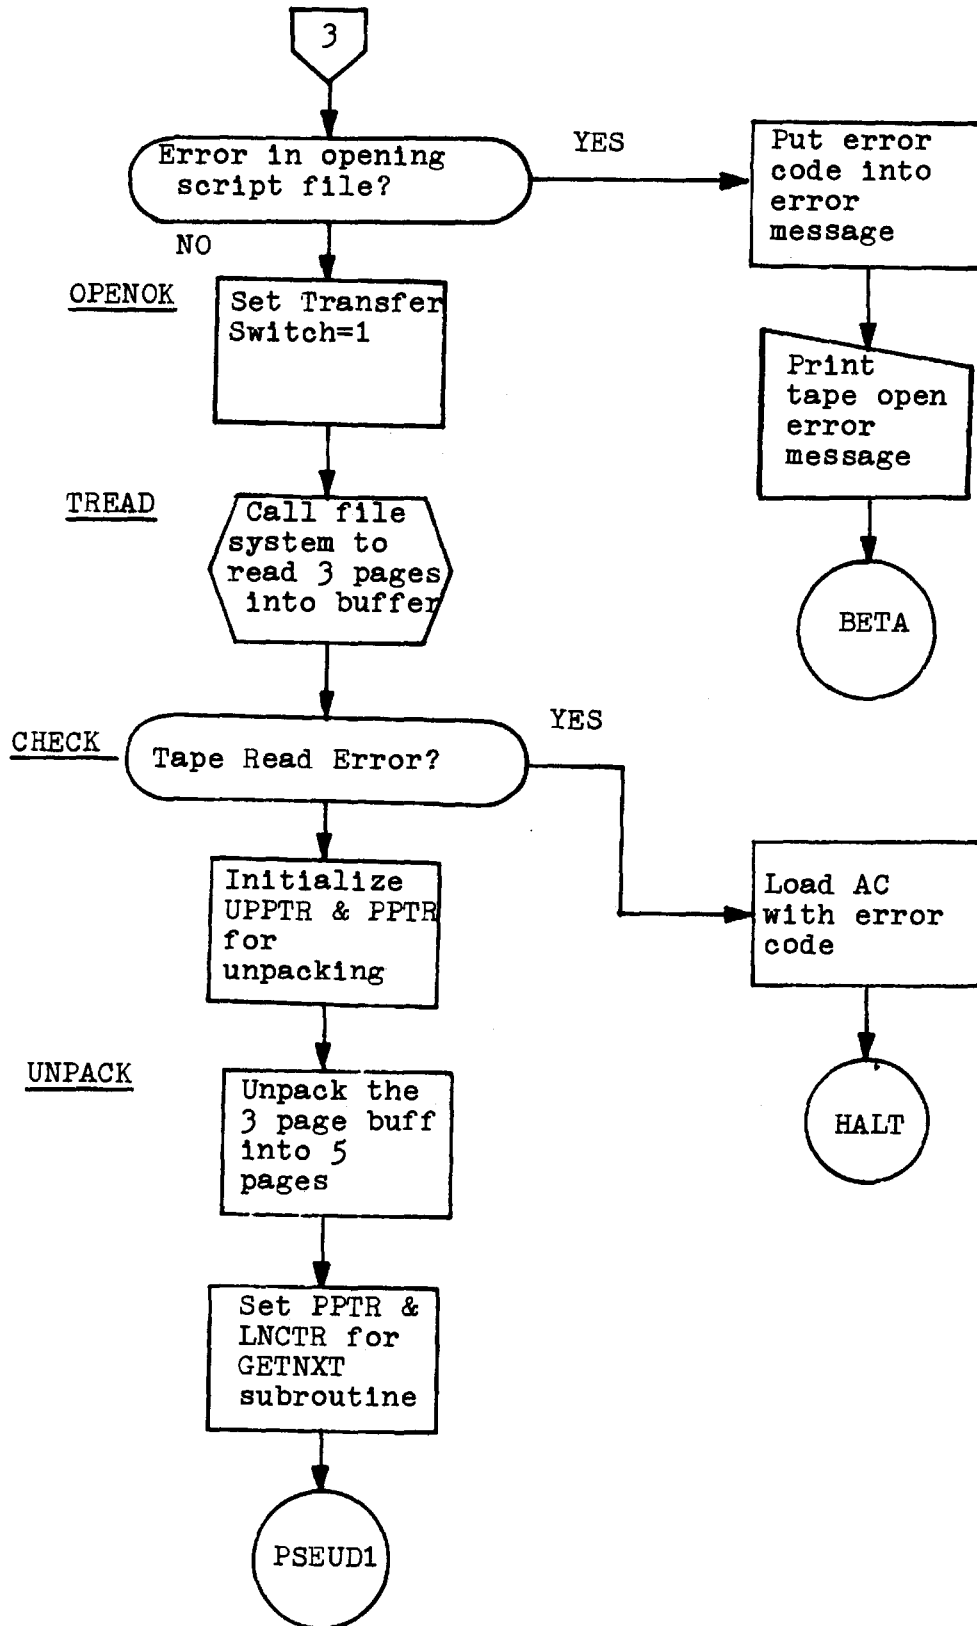 3
Error in opening
script file?
YES
Put error
code into
error
message
NO
OPENOK
Set Transfer
Switch=1
Print
tape open
error
message
TREAD
Call file
system to
read 3 pages
into buffer
BETA
CHECK
Tape Read Error?
YES
Initialize
UPPTR & PPTR
for
unpacking
Load AC
with error
code
UNPACK
Unpack the
3 page buff
into 5
pages
HALT
Set PPTR &
LNCTR for
GETNXT
subroutine
PSEUD1